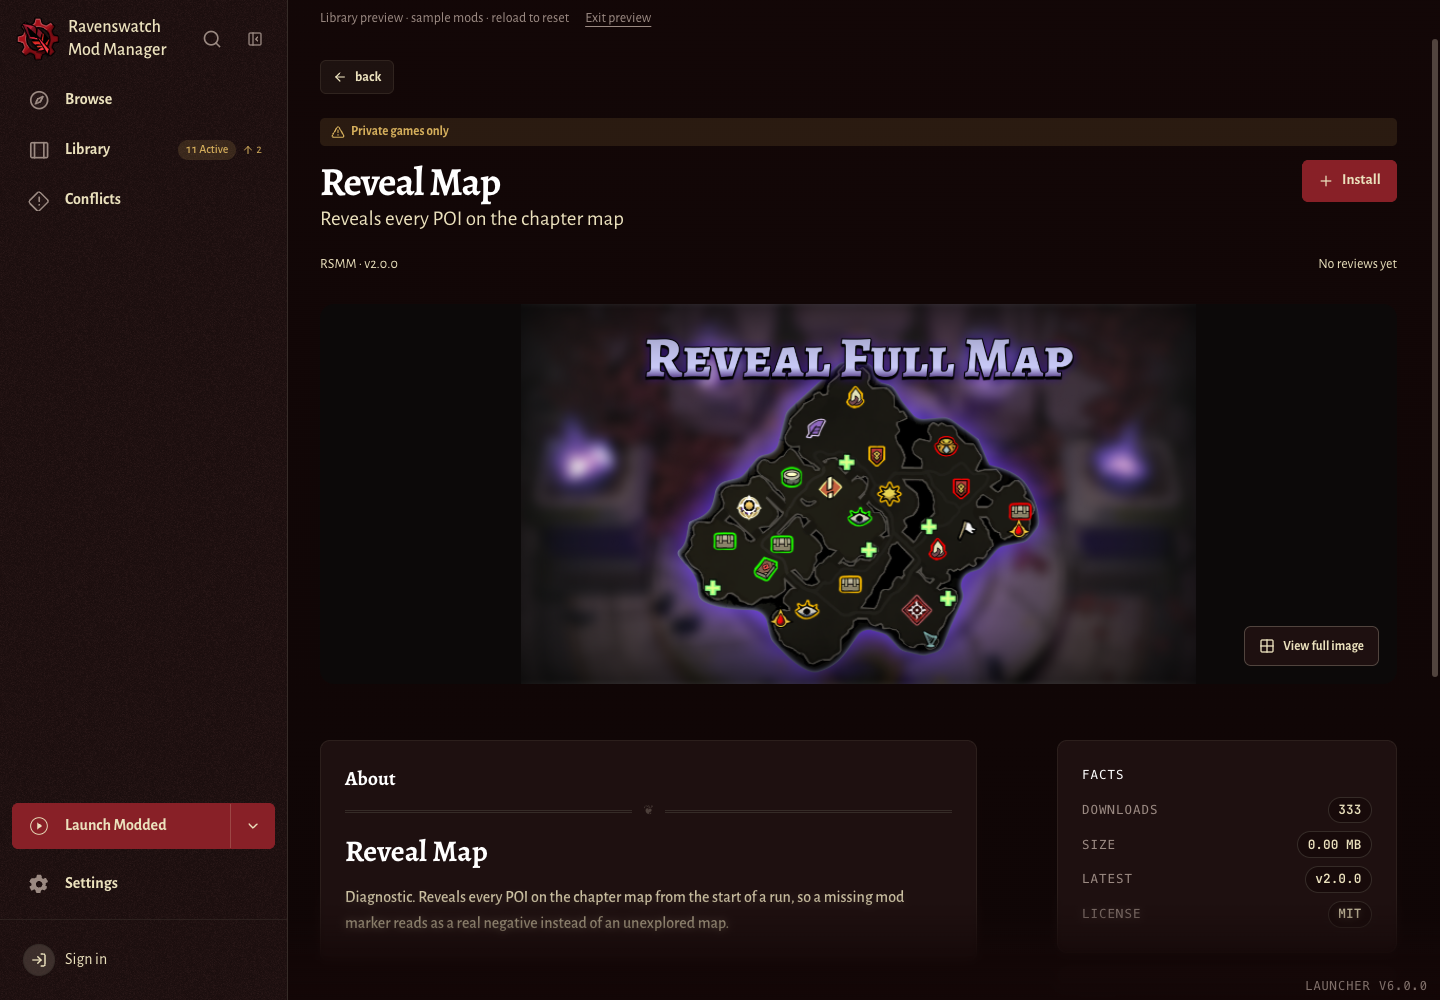 Ravenswatch
Mod Manager
Browse
Library
11 Active
↑ 2
Conflicts
Launch Modded
Settings
Sign in
Library preview · sample mods · reload to reset
Exit preview
back
Private games only
Reveal Map
Install
Reveals every POI on the chapter map
RSMM · v2.0.0
No reviews yet
Reveal Full Map
View full image
About
Reveal Map
Diagnostic. Reveals every POI on the chapter map from the start of a run, so a missing mod
marker reads as a real negative instead of an unexplored map.
FACTS
DOWNLOADS 333
SIZE 0.00 MB
LATEST v2.0.0
LICENSE MIT
LAUNCHER V6.0.0